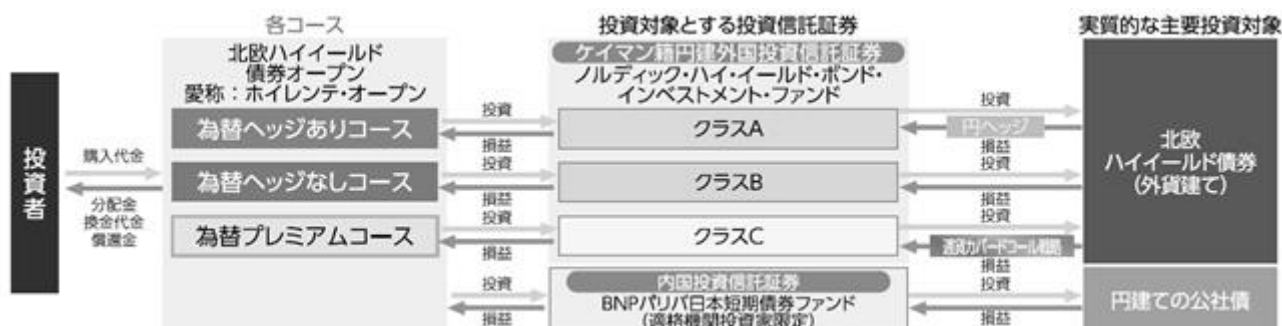 各コース
投資対象とする投資信託証券
実質的な主要投資対象
投資者
購入代金
分配金
換金代金
償還金
北欧ハイイールド
債券オープン
愛称：ホイレンテ・オープン
為替ヘッジありコース
為替ヘッジなしコース
為替プレミアムコース
投資
損益
投資
損益
投資
損益
投資
損益
ケイマン籍円建外国投資信託証券
ノルディック・ハイ・イールド・ボンド・
インベストメント・ファンド
クラスA
クラスB
クラスC
内国投資信託証券
BNPパリバ日本短期債券ファンド
(適格機関投資家限定)
投資
円ヘッジ
損益
投資
損益
投資
通貨カバードコール戦略
損益
投資
損益
北欧
ハイイールド債券
(外貨建て)
円建ての公社債